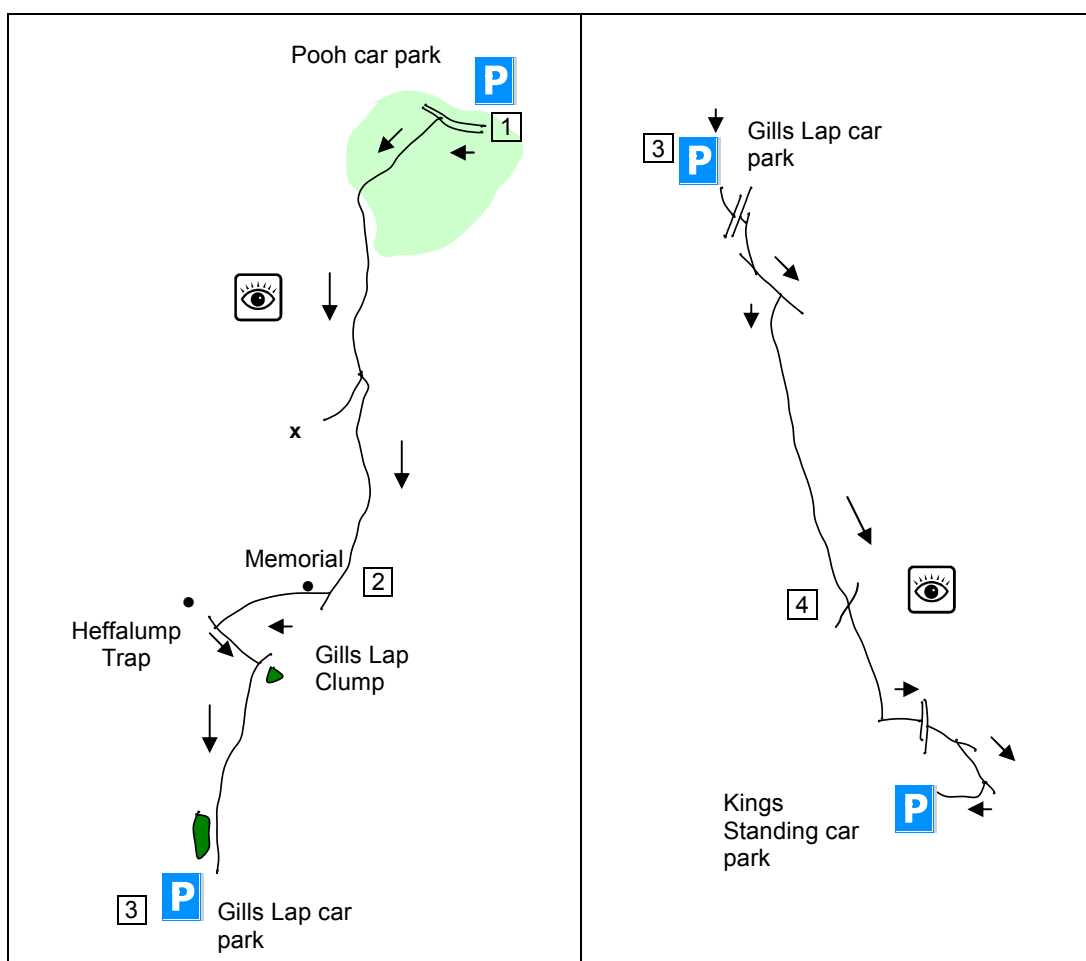 Pooh car park
P
1
x
Memorial
2
Heffalump
Trap
Gills Lap
Clump
P
3
Gills Lap car
park
3
P
Gills Lap car
park
4
Kings
Standing car
park
P